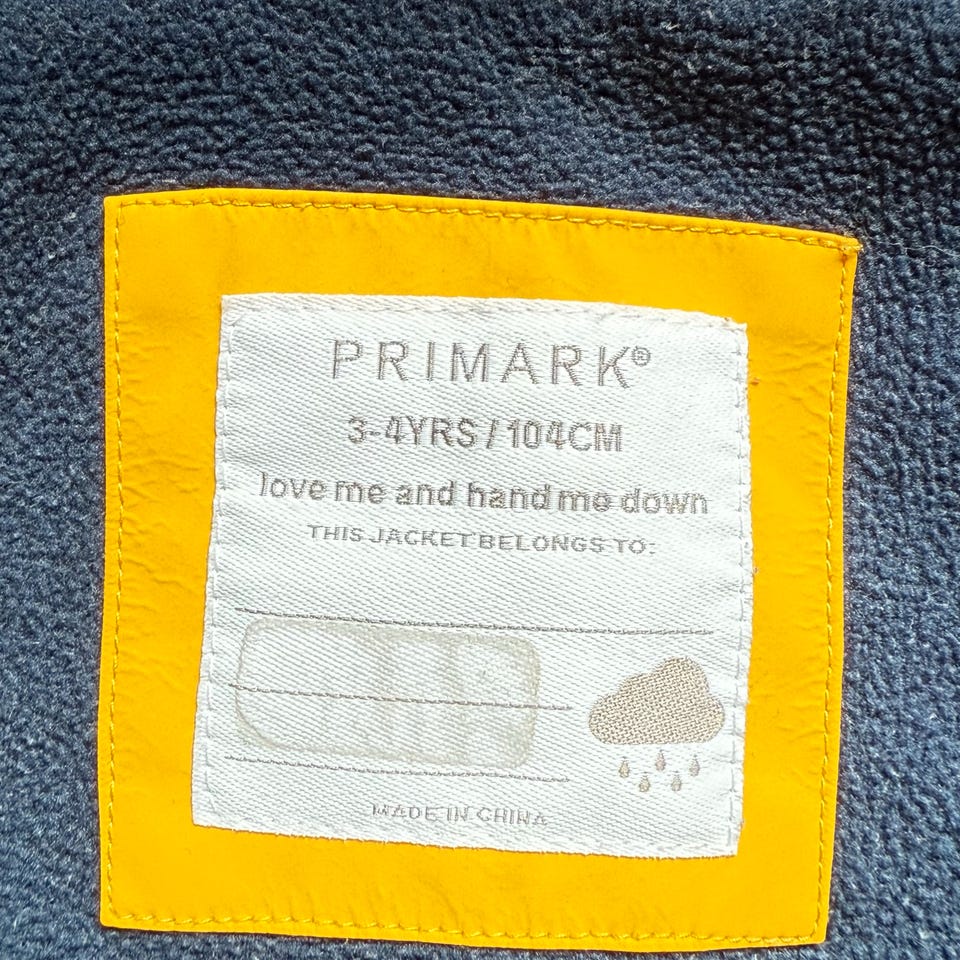 PRIMARK®
3-4YRS / 104CM
love me and hand me down
THIS JACKET BELONGS TO:
MADE IN CHINA